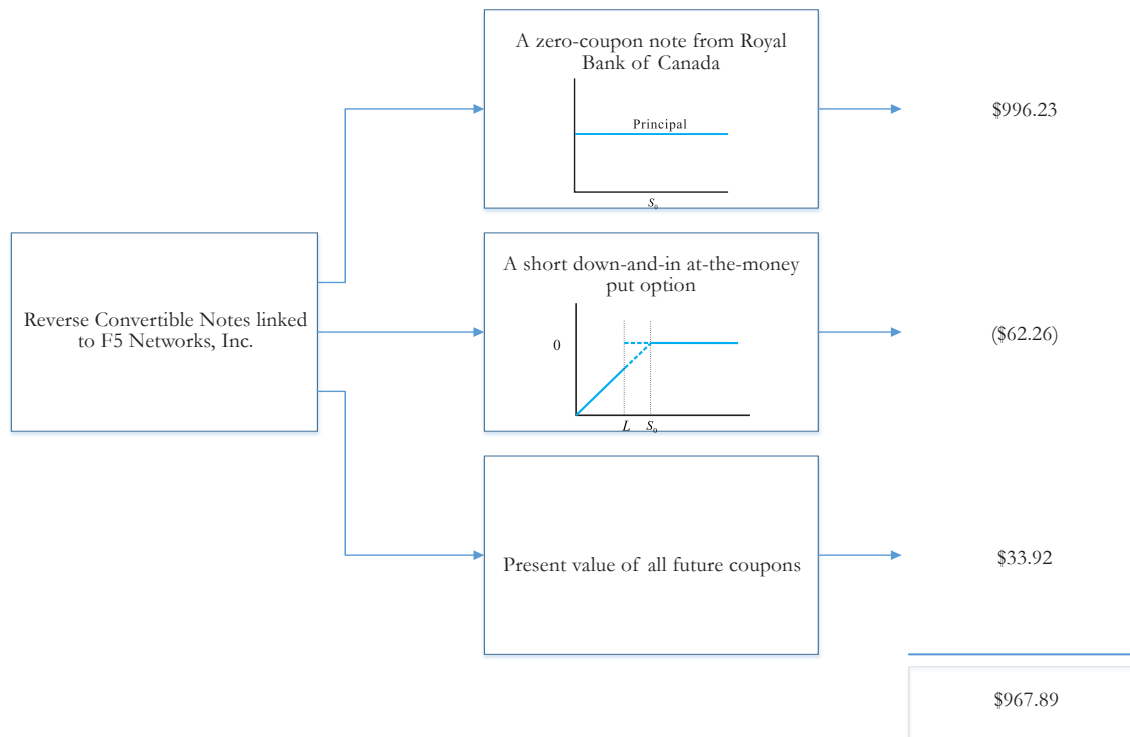 A zero-coupon note from Royal
Bank of Canada
Principal
S₀
$996.23
Reverse Convertible Notes linked
to F5 Networks, Inc.
A short down-and-in at-the-money
put option
0
L S₀
($62.26)
Present value of all future coupons
$33.92
$967.89